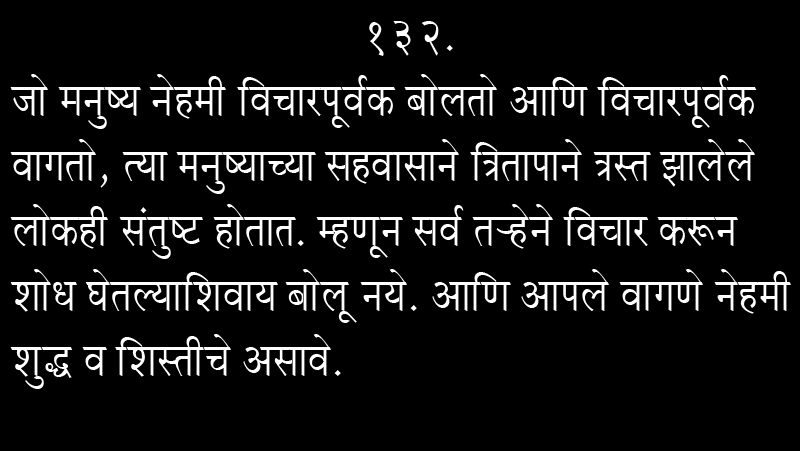 १३२.
जो मनुष्य नेहमी विचारपूर्वक बोलतो आणि विचारपूर्वक
वागतो, त्या मनुष्याच्या सहवासाने त्रितापाने त्रस्त झालेले
लोकही संतुष्ट होतात. म्हणून सर्व तऱ्हेने विचार करून
शोध घेतल्याशिवाय बोलू नये. आणि आपले वागणे नेहमी
शुद्ध व शिस्तीचे असावे.